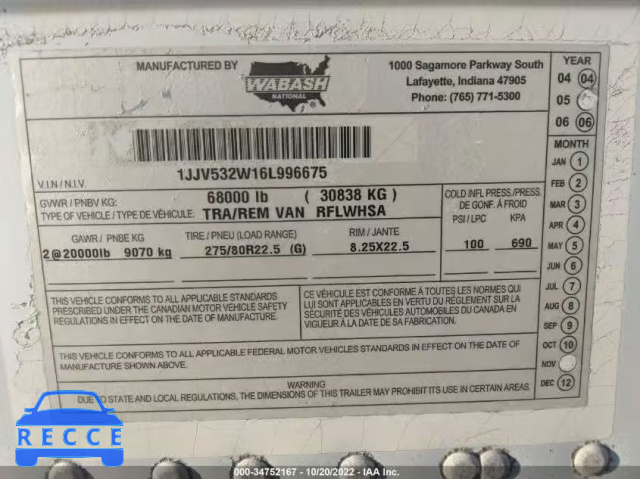 MANUFACTURED BY
WABASH
NATIONAL
1000 Sagamore Parkway South
Lafayette, Indiana 47905
Phone: (765) 771-5300
YEAR
04 04
05
06 06
MONTH
JAN 1
FEB 2
MAR 3
APR 4
MAY 5
JUN 6
JUL 7
AUG 8
SEP 9
OCT 10
NOV
DEC 12
1JJV532W16L996675
V.I.N / N.I.V.
GVWR / PNBV KG: 68000 lb ( 30838 KG )
TYPE OF VEHICLE / TYPE DE VÉHICULE: TRA/REM VAN RFLWHSA
COLD INFL PRESS./PRESS.
DE GONF. À FROID
PSI / LPC KPA
100 690
GAWR / PNBE KG TIRE / PNEU (LOAD RANGE) RIM / JANTE
2@20000lb 9070 kg 275/80R22.5 (G) 8.25X22.5
THIS VEHICLE CONFORMS TO ALL APPLICABLE STANDARDS
PRESCRIBED UNDER THE CANADIAN MOTOR VEHICLE SAFETY
REGULATIONS IN EFFECT ON THE DATE OF MANUFACTURE.
CE VÉHICULE EST CONFORME À TOUTES LES NORMES QUI
LUI SONT APPLICABLES EN VERTU DU RÉGLEMENT SUR LA
SÉCURITÉ DES VÉHICULES AUTOMOBILES DU CANADA EN
VIGUEUR À LA DATE DE SA FABRICATION.
THIS VEHICLE CONFORMS TO ALL APPLICABLE FEDERAL MOTOR VEHICLES STANDARDS IN EFFECT ON THE DATE OF
MANUFACTURE SHOWN ABOVE.
WARNING
DUE TO STATE AND LOCAL REGULATIONS, THE DIMENSIONS OF THIS TRAILER MAY PROHIBIT USE IN CERTAIN AREAS.
RECCE
000-34752167 - 10/20/2022 - IAA Inc.